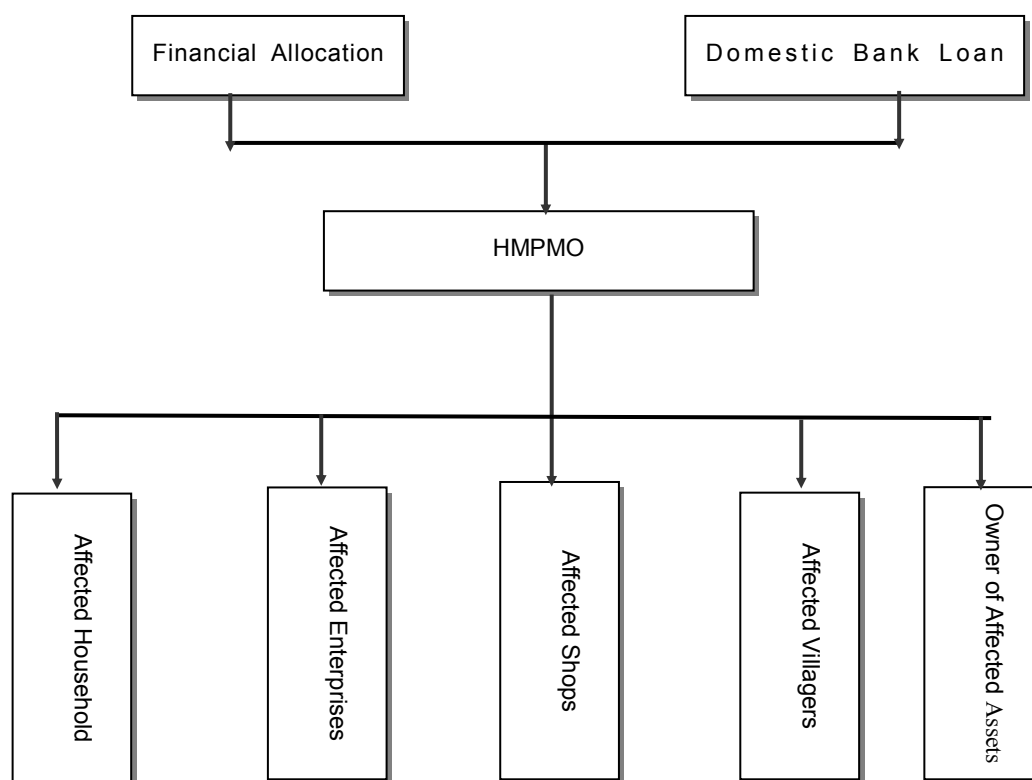 Financial Allocation
Domestic Bank Loan
HMPMO
Affected Household
Affected Enterprises
Affected Shops
Affected Villagers
Owner of Affected Assets